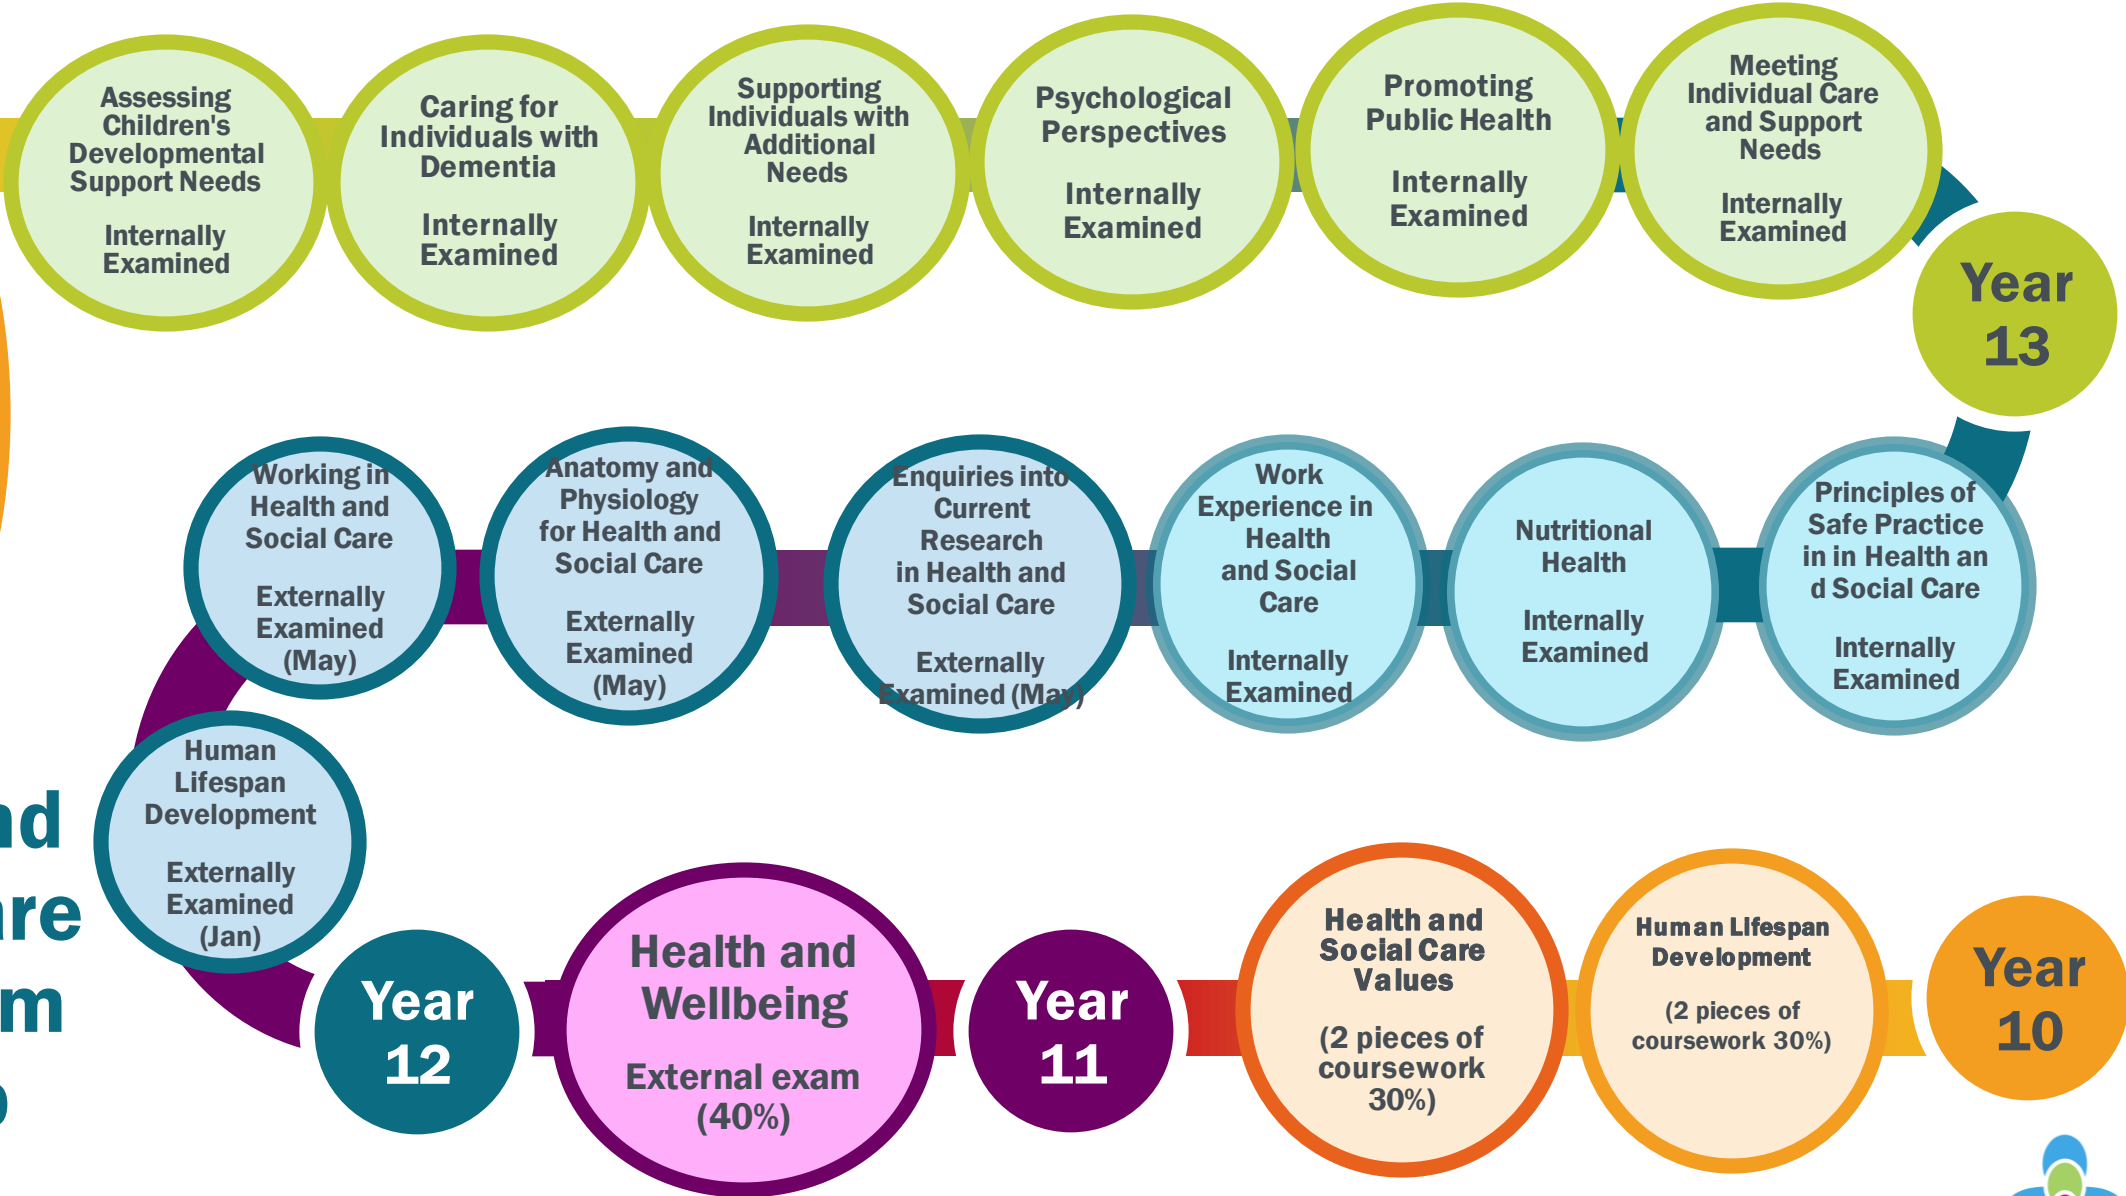 Assessing
Children's
Developmental
Support Needs
Internally
Examined
Caring for
Individuals with
Dementia
Internally
Examined
Supporting
Individuals with
Additional
Needs
Internally
Examined
Psychological
Perspectives
Internally
Examined
Promoting
Public Health
Internally
Examined
Meeting
Individual Care
and Support
Needs
Internally
Examined
Year
13
Working in
Health and
Social Care
Externally
Examined
(May)
Anatomy and
Physiology
for Health and
Social Care
Externally
Examined
(May)
Enquiries into
Current
Research
in Health and
Social Care
Externally
Examined (May)
Work
Experience in
Health
and Social
Care
Internally
Examined
Nutritional
Health
Internally
Examined
Principles of
Safe Practice
in in Health an
d Social Care
Internally
Examined
Human
Lifespan
Development
Externally
Examined
(Jan)
Year
12
Health and
Wellbeing
External exam
(40%)
Year
11
Health and
Social Care
Values
(2 pieces of
coursework
30%)
Human Lifespan
Development
(2 pieces of
coursework 30%)
Year
10